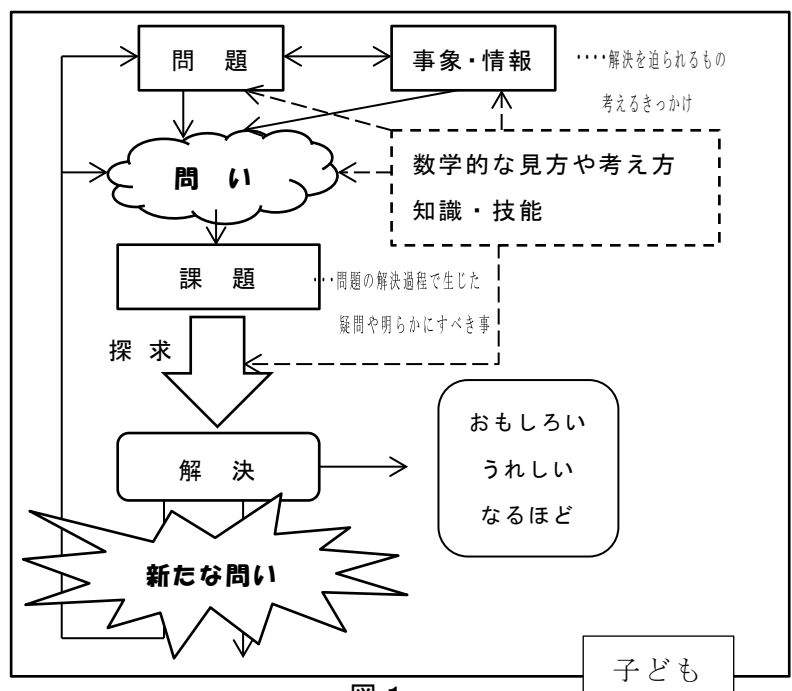 問 題
事象・情報
････解決を迫られるもの
考えるきっかけ
数学的な見方や考え方
知識・技能
問 い
課 題
･･･問題の解決過程で生じた
疑問や明らかにすべき事
探 求
おもしろい
うれしい
なるほど
解 決
新たな問い
子ども
図 1